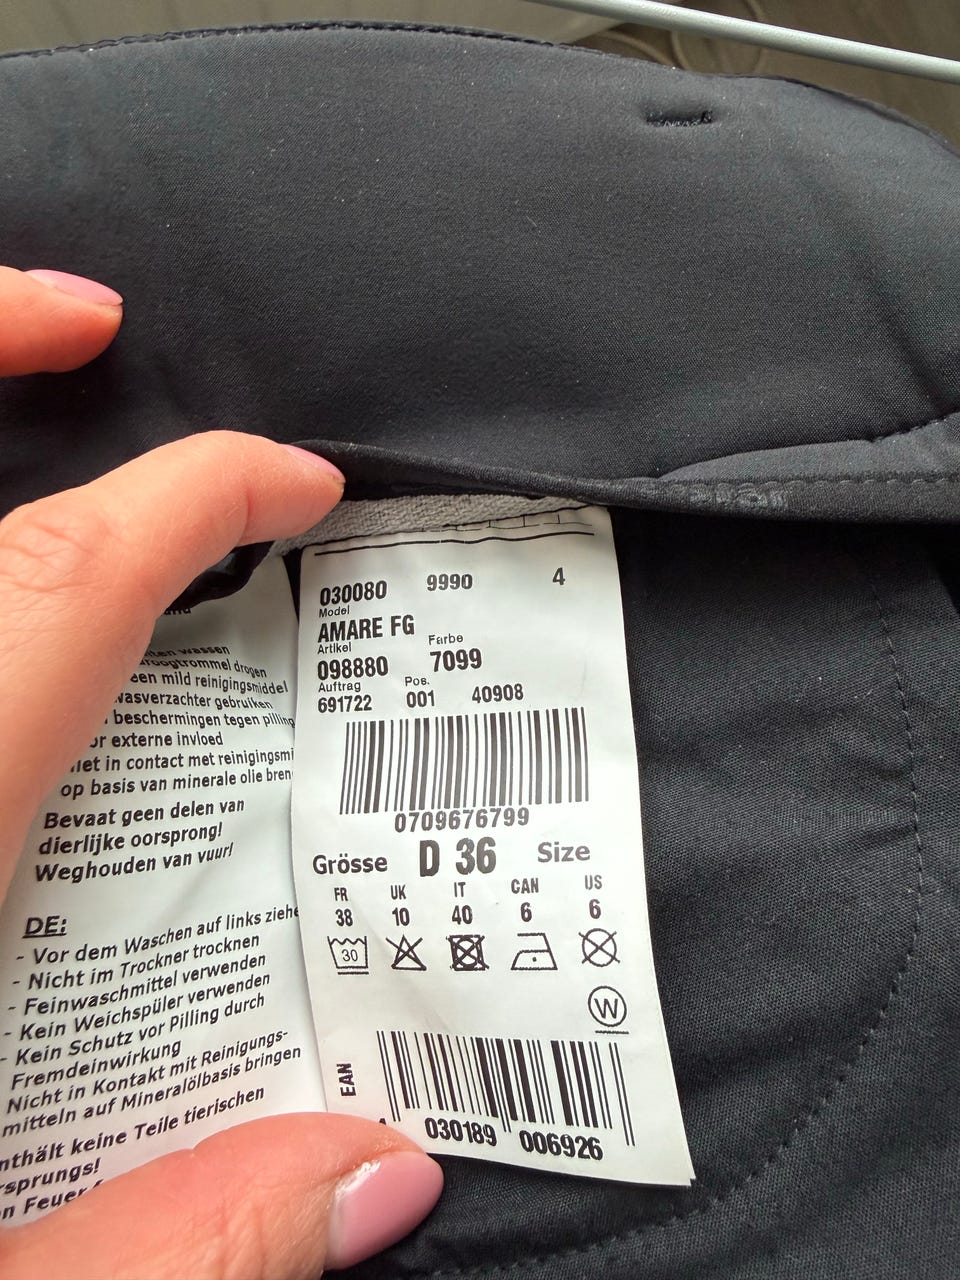 wassen
drogen
een mild reinigingsmiddel
wasverzachter gebruiken
beschermingen tegen pilling
externe invloed
in contact met reinigingsmi
op basis van minerale olie bren
Bevaat geen delen van
dierlijke oorsprong!
Weghouden van vuur!
DE:
- Vor dem Waschen auf links ziehe
- Nicht im Trockner trocknen
- Feinwaschmittel verwenden
- Kein Weichspüler verwenden
- Kein Schutz vor Pilling durch
Fremdeinwirkung
Nicht in Kontakt mit Reinigungs-
mitteln auf Mineralölbasis bringen
nthält keine Teile tierischen
rsprungs!
n Feuer
030080 9990 4
Model
AMARE FG
Artikel Farbe
098880 7099
Auftrag Pos.
691722 001 40908
0709676799
Grösse D 36 Size
FR UK IT CAN US
38 10 40 6 6
30
W
EAN
030189 006926